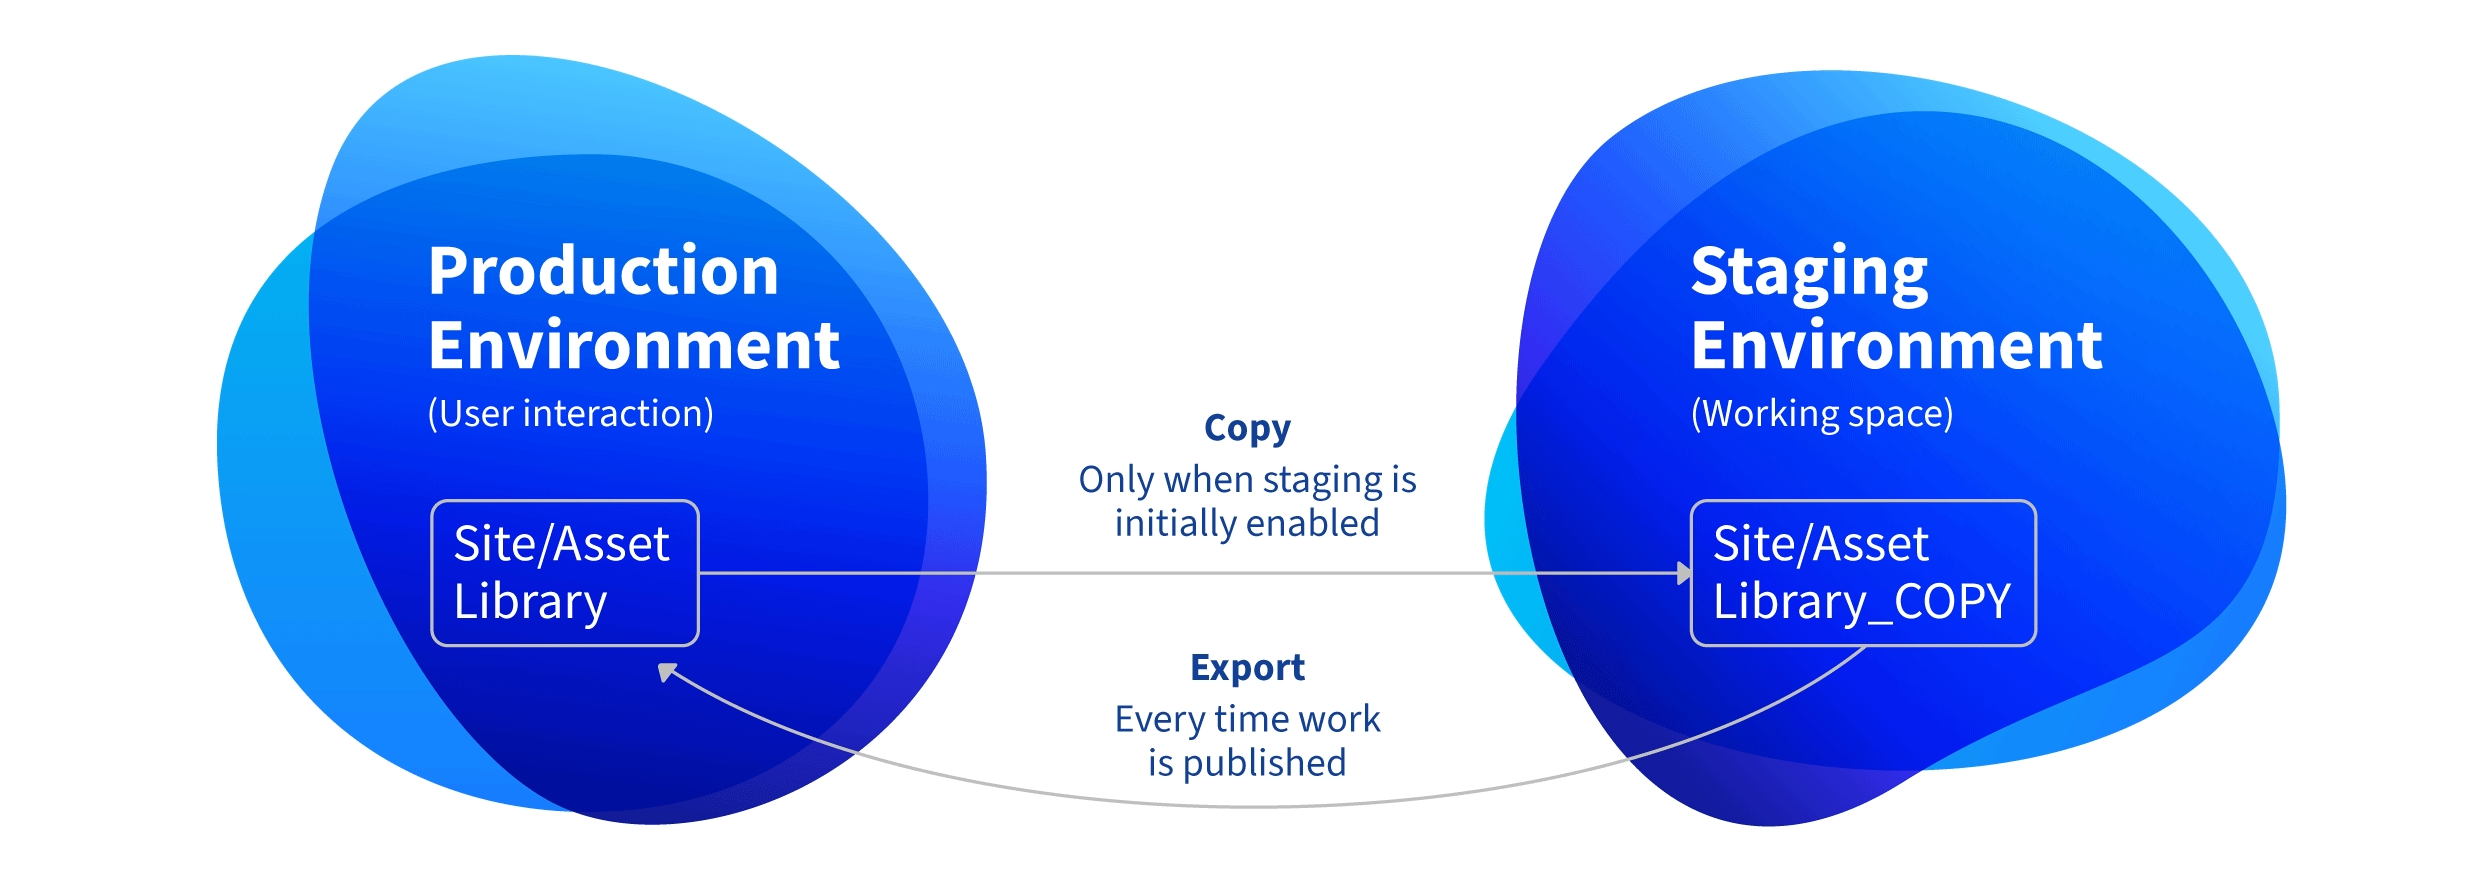 Production
Environment
(User interaction)
Site/Asset
Library
Copy
Only when staging is
initially enabled
Export
Every time work
is published
Staging
Environment
(Working space)
Site/Asset
Library_COPY